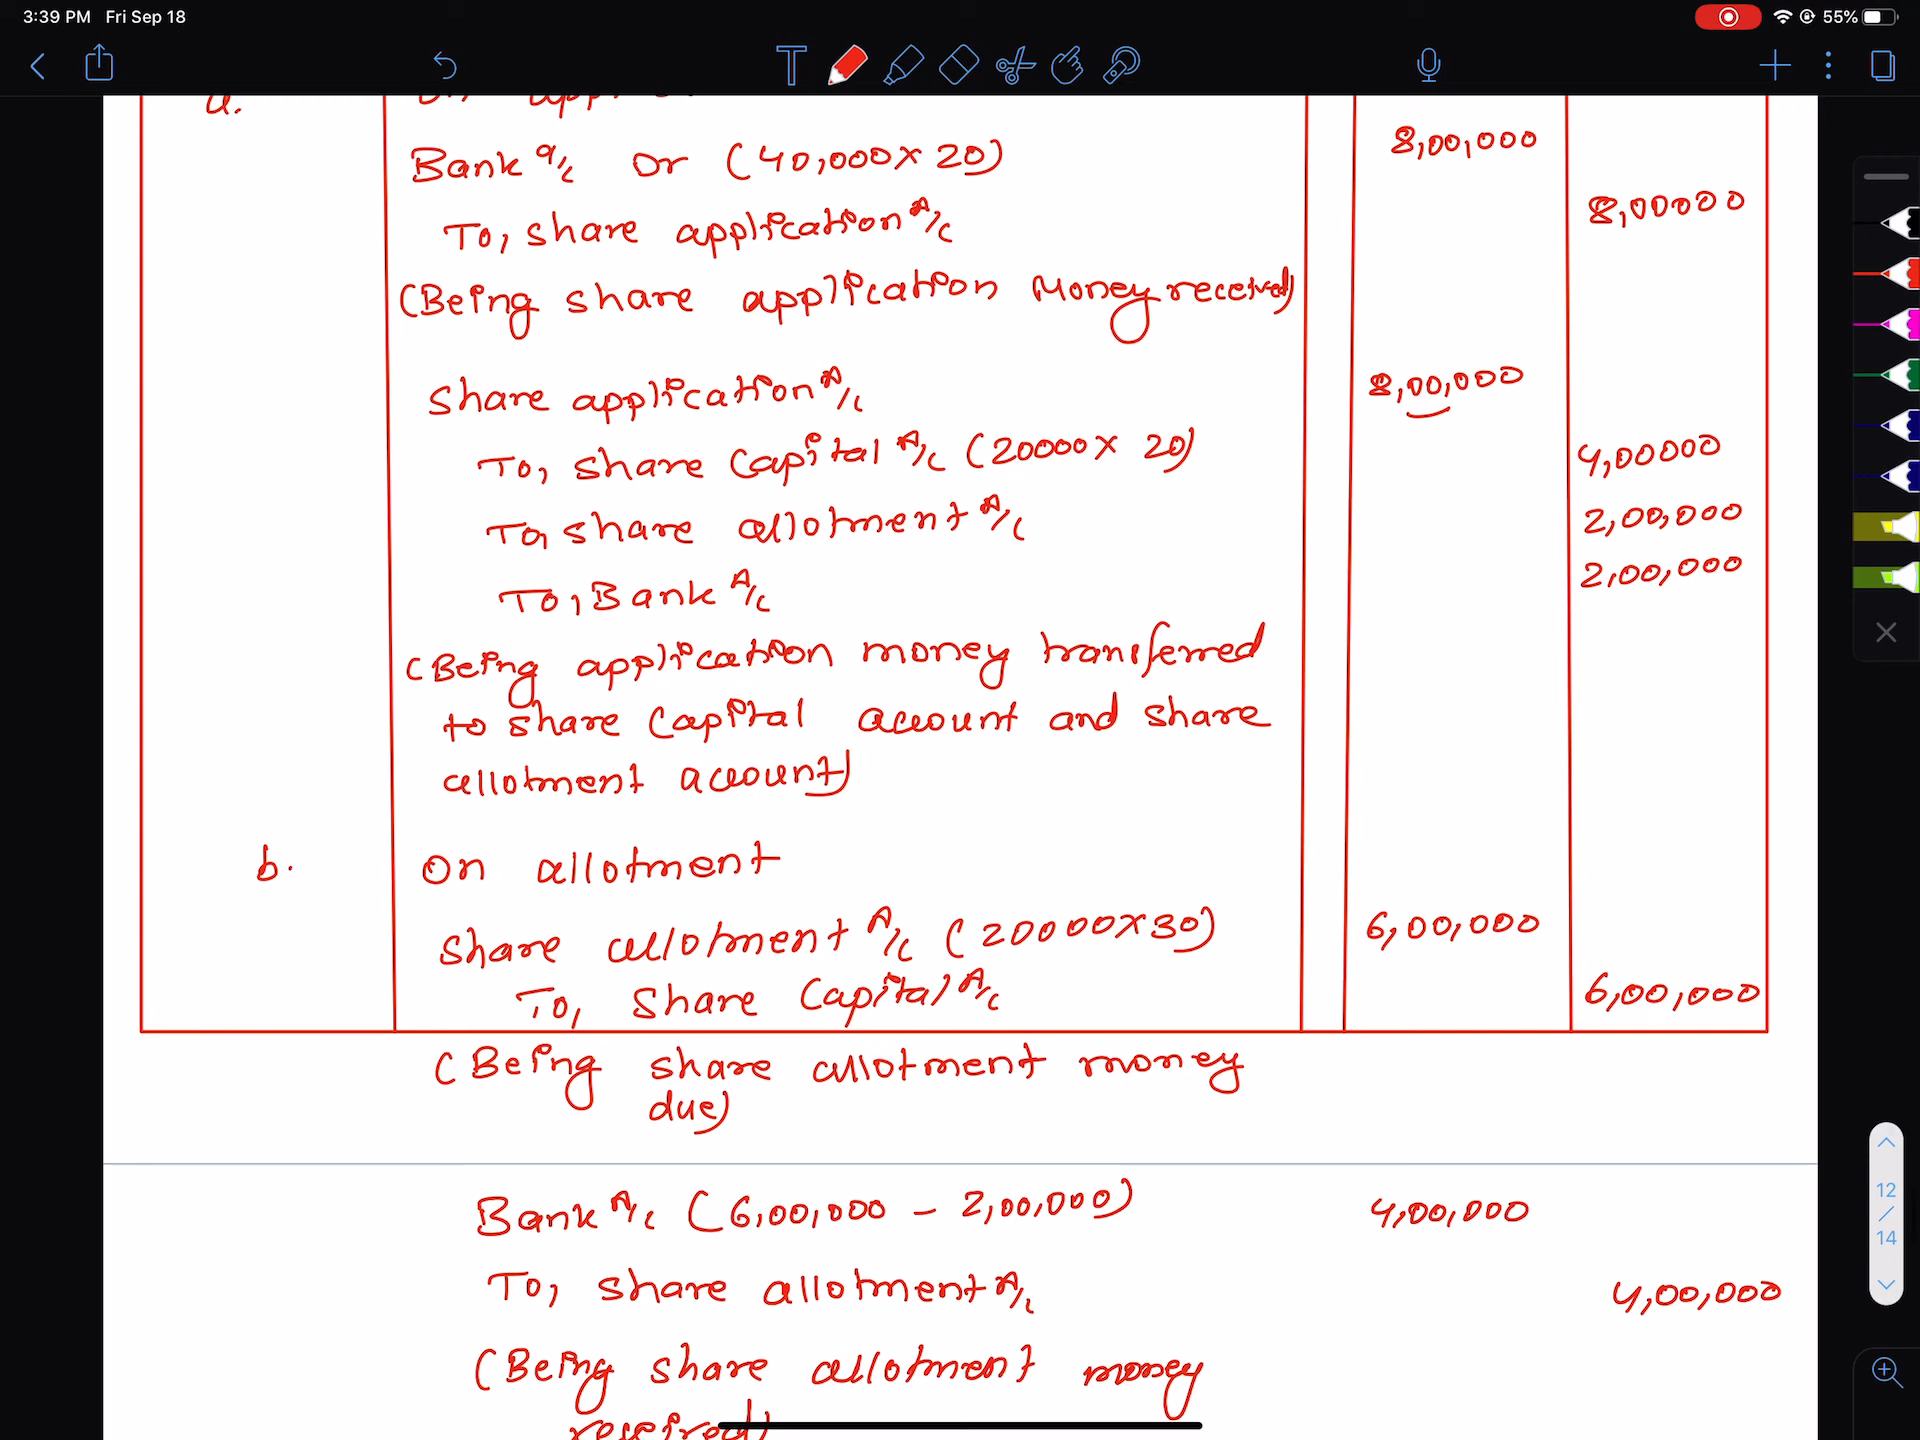 3:39 PM Fri Sep 18
55%
a.
Bank a/c Dr (40,000 x 20)
8,00,000
To, share application A/c
8,00000
(Being share application Money received)
Share application A/c
8,00,000
To, share capital A/c (20000 x 20)
4,00000
To, share allotment A/c
2,00,000
To, Bank A/c
2,00,000
(Being application money transferred
to share capital account and share
allotment account)
b.
On allotment
Share allotment A/c (20000x30)
6,00,000
To, Share Capital A/c
6,00,000
(Being share allotment money
due)
Bank A/c (6,00,000 - 2,00,000)
4,00,000
To, share allotment A/c
4,00,000
(Being share allotment money
12
/
14